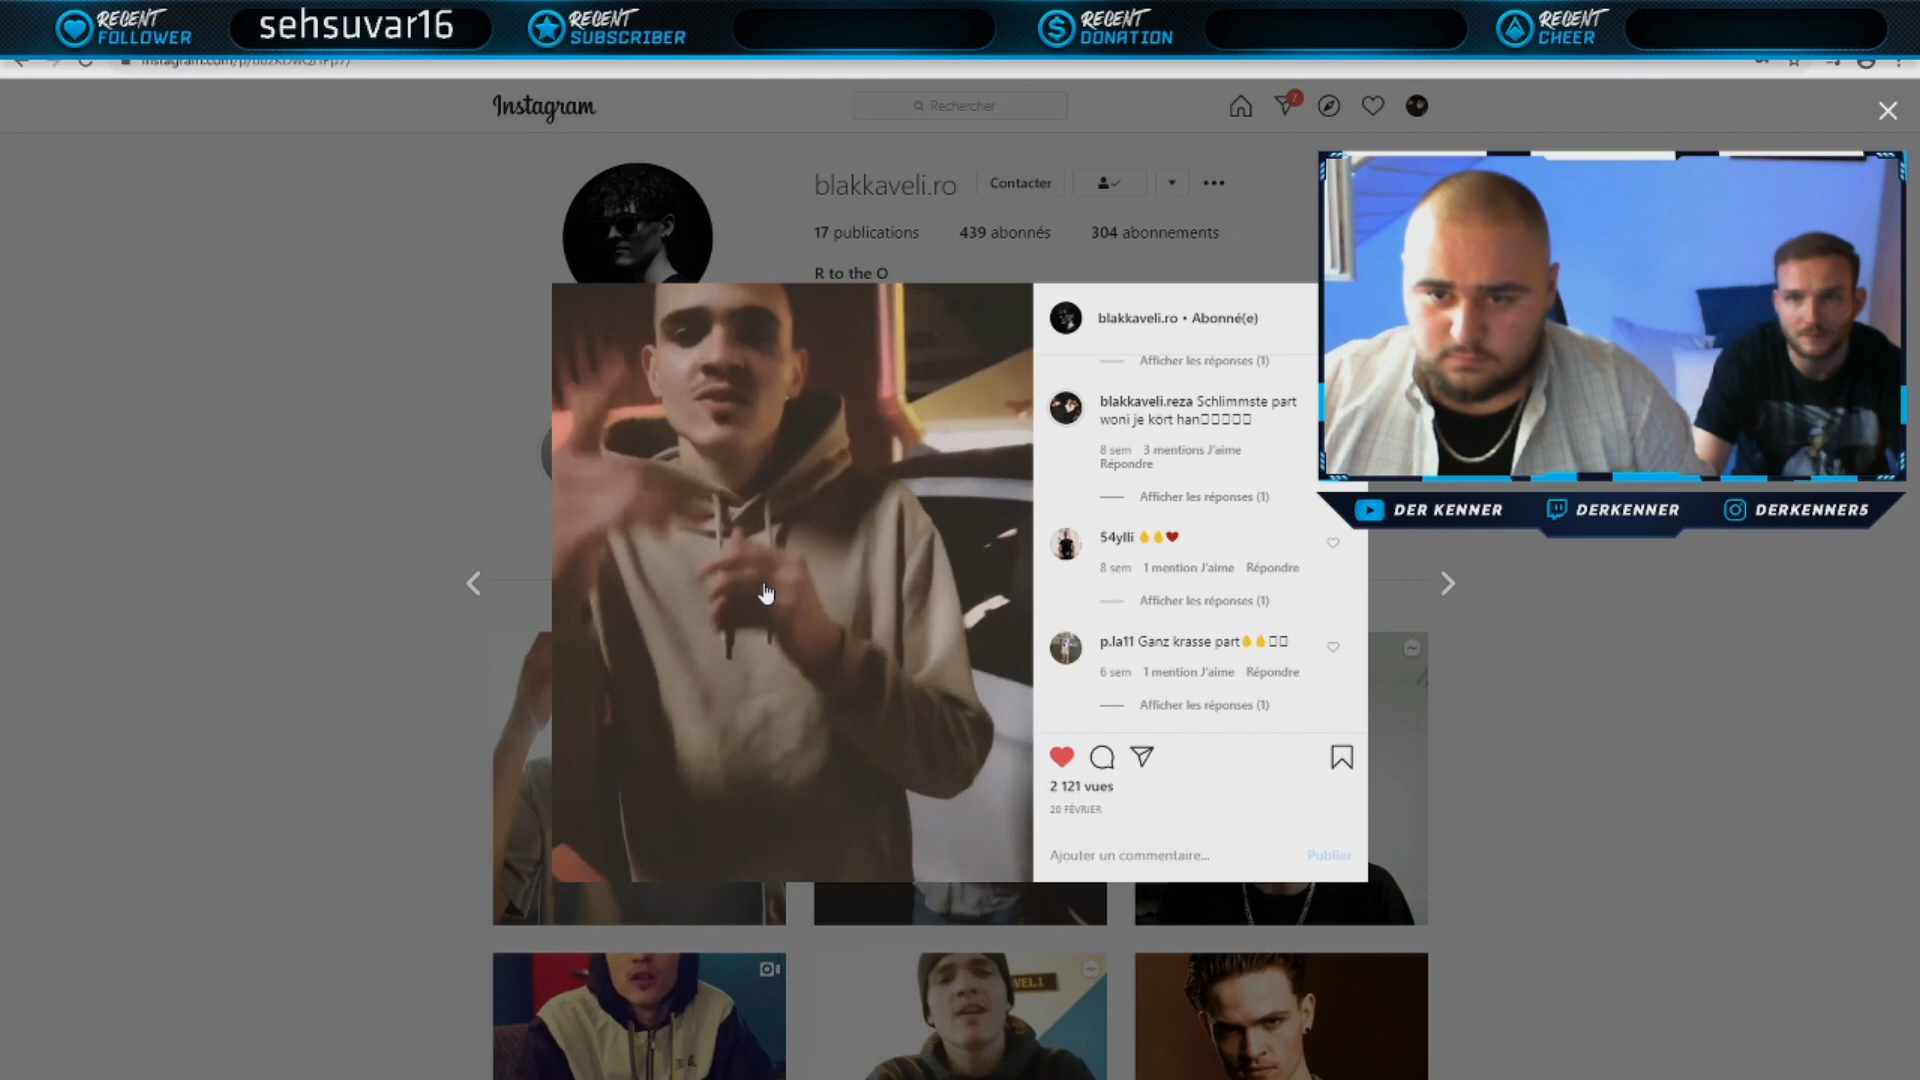 RECENT FOLLOWER
sehsuvar16
RECENT SUBSCRIBER
RECENT DONATION
RECENT CHEER
Instagram
Rechercher
7
blakkaveli.ro
Contacter
17 publications
439 abonnés
304 abonnements
R to the O
blakkaveli.ro • Abonné(e)
Afficher les réponses (1)
blakkaveli.reza Schlimmste part
woni je kört han
8 sem 3 mentions J'aime
Répondre
Afficher les réponses (1)
54ylli
8 sem 1 mention J'aime Répondre
Afficher les réponses (1)
p.la11 Ganz krasse part
6 sem 1 mention J'aime Répondre
Afficher les réponses (1)
2 121 vues
20 FÉVRIER
Ajouter un commentaire...
Publier
DER KENNER
DERKENNER
DERKENNER5
VELI